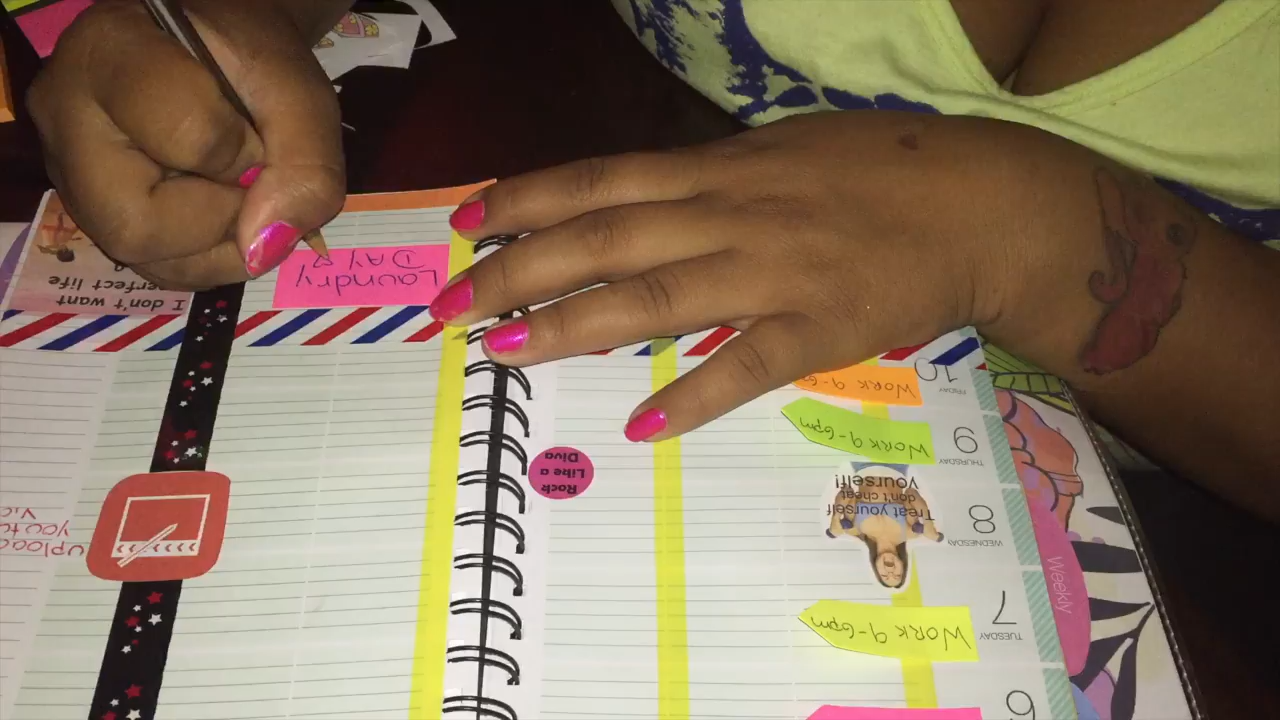 Weekly
6
7
TUESDAY
WORK 9-6pm
8
WEDNESDAY
Treat yourself
don't cheat
yourself!
9
THURSDAY
WORK 9-6pm
10
FRIDAY
WORK 9-6
Rock
Like a
Diva
Laundry
DAY
I don't want
perfect life
upload